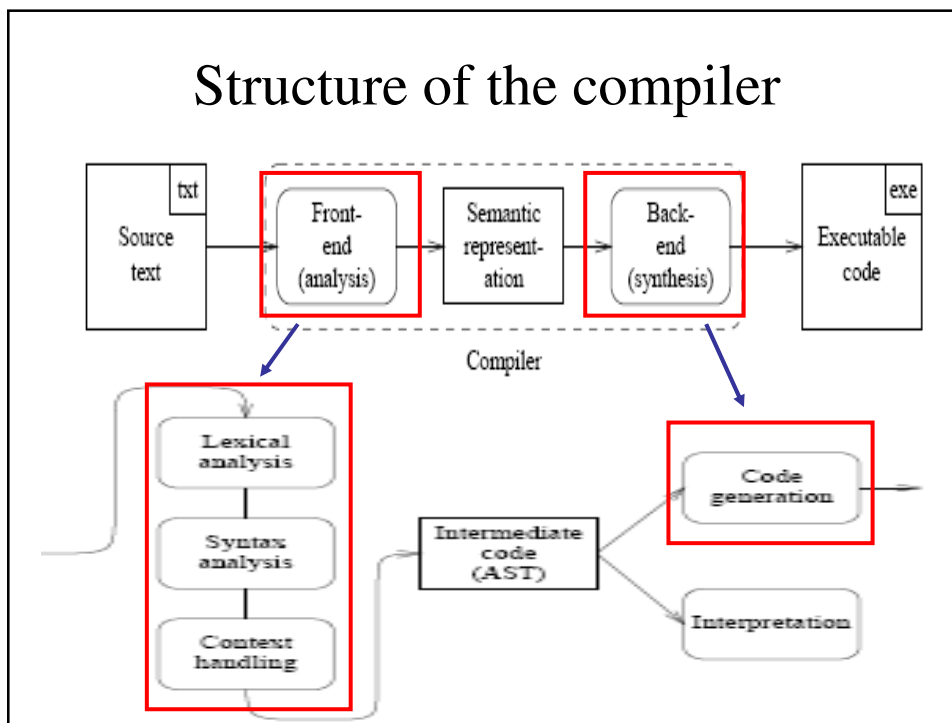 Structure of the compiler
txt
Source
text
Front-
end
(analysis)
Semantic
represent-
ation
Back-
end
(synthesis)
exe
Executable
code
Compiler
Lexical
analysis
Syntax
analysis
Context
handling
Intermediate
code
(AST)
Code
generation
Interpretation